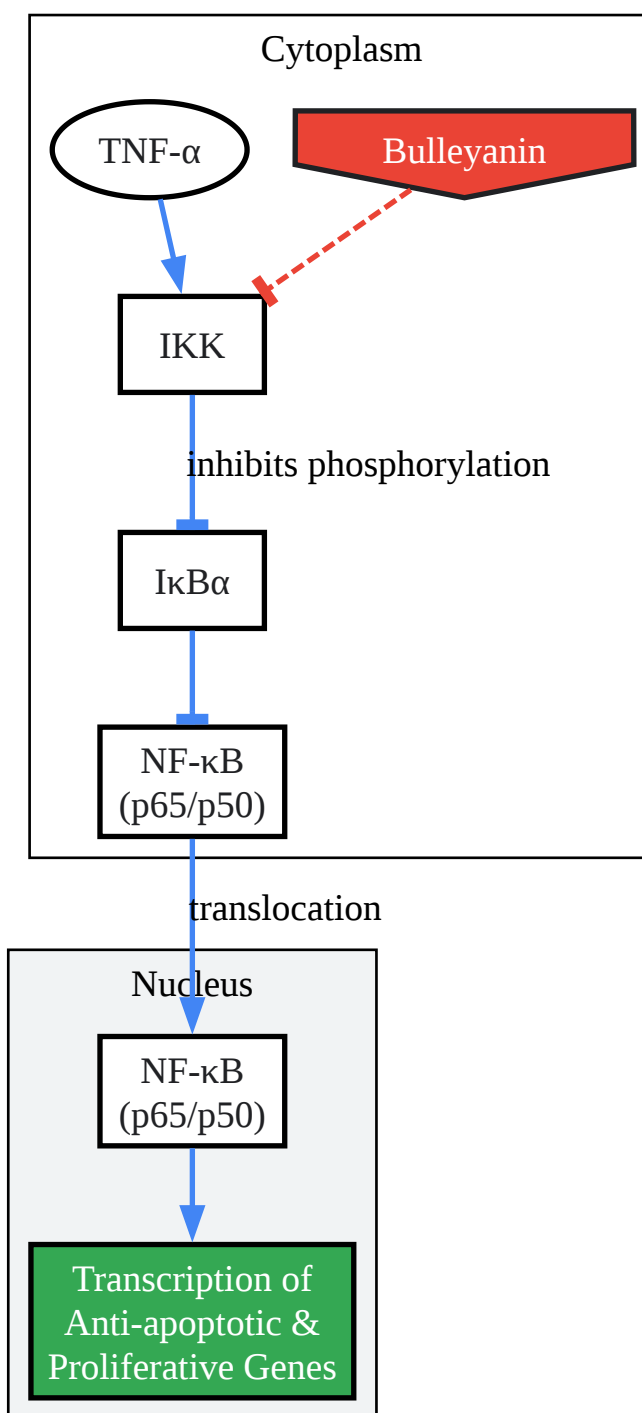 Cytoplasm
TNF-α
Bulleyanin
IKK
inhibits phosphorylation
IκBα
NF-κB
(p65/p50)
translocation
Nucleus
NF-κB
(p65/p50)
Transcription of
Anti-apoptotic &
Proliferative Genes